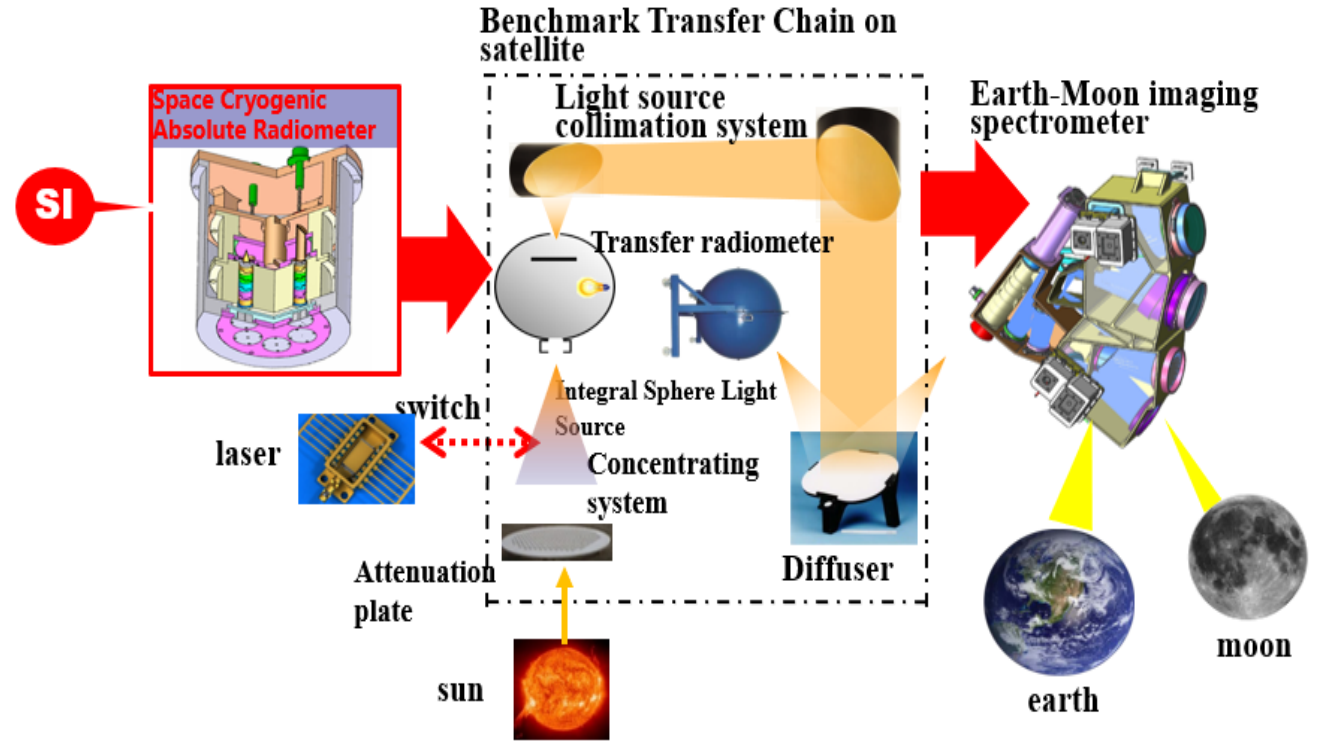 Benchmark Transfer Chain on
satellite
Space Cryogenic
Absolute Radiometer
SI
Light source
collimation system
Earth-Moon imaging
spectrometer
Transfer radiometer
Integral Sphere Light
Source
switch
laser
Concentrating
system
Attenuation
plate
Diffuser
sun
earth
moon